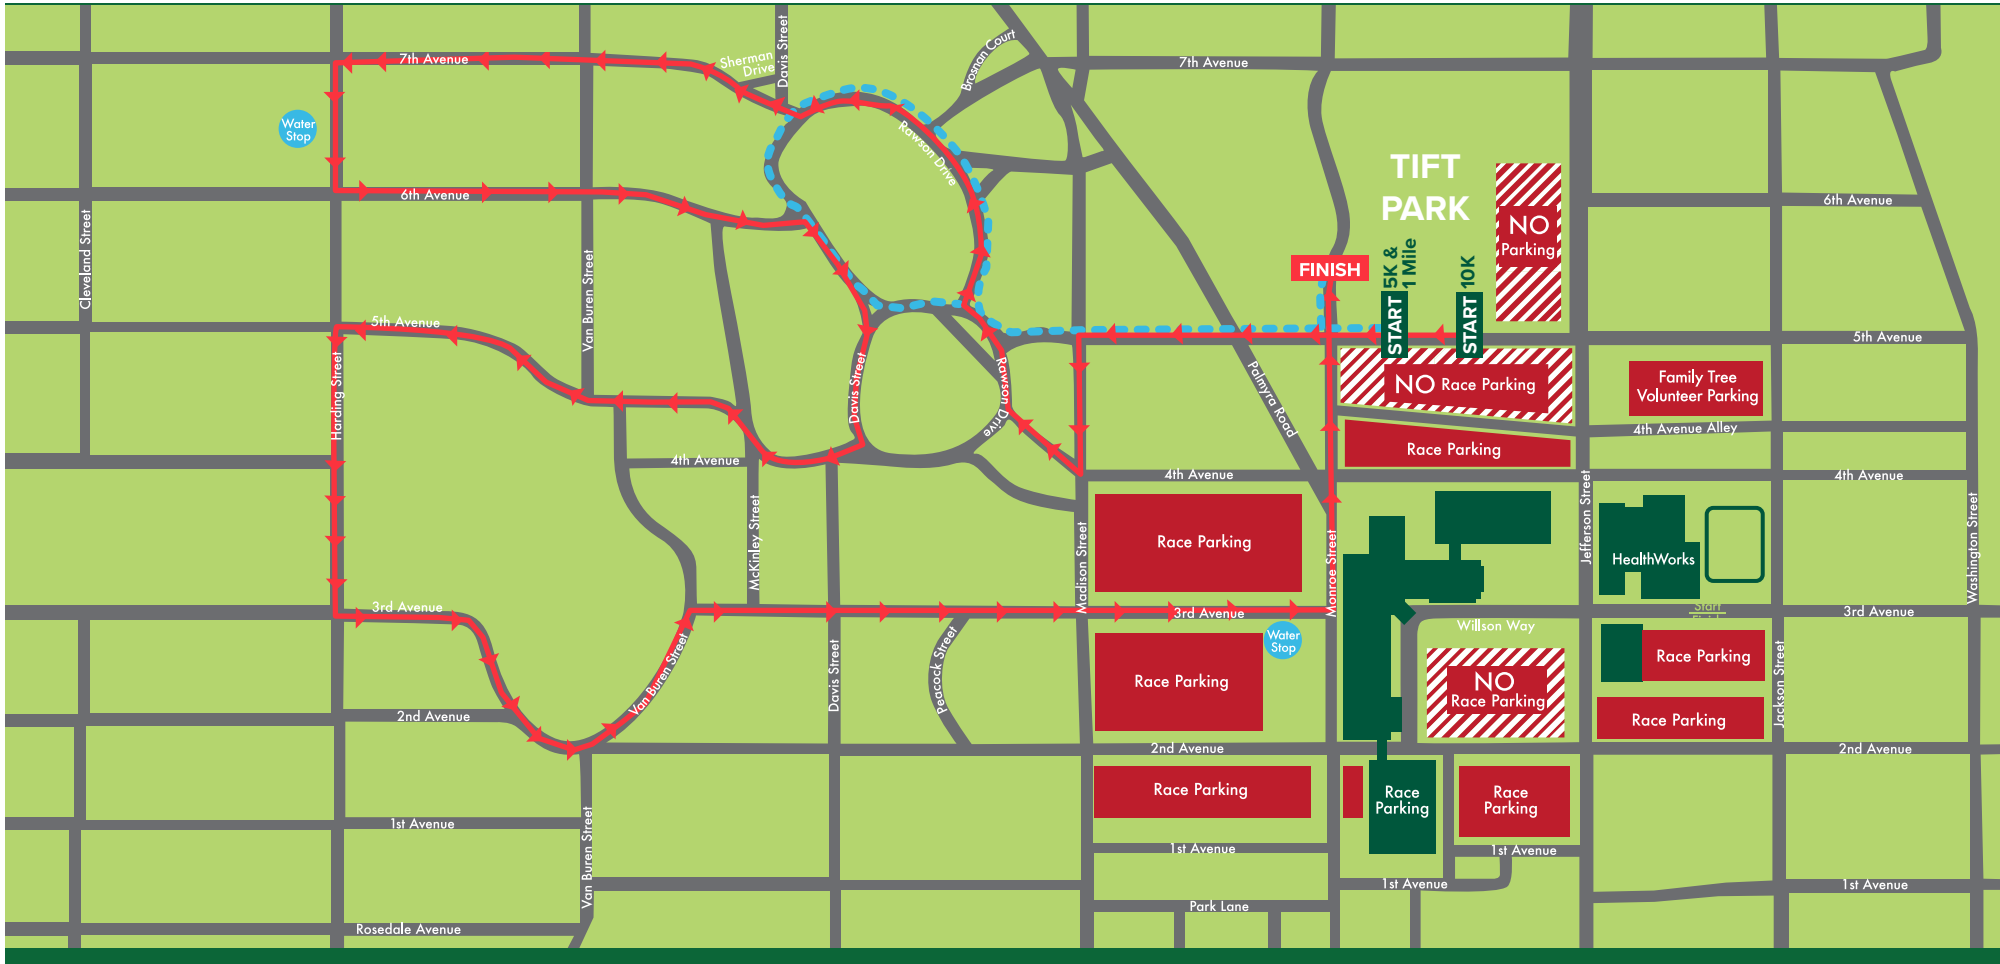 7th Avenue
Sherman
Drive
Davis Street
Brosnan Court
7th Avenue
Water
Stop
Rawson Drive
TIFT
PARK
NO
Parking
6th Avenue
6th Avenue
Cleveland Street
Van Buren Street
FINISH
START
5K &
1 Mile
START
10K
5th Avenue
5th Avenue
Harding Street
Davis Street
Rawson Drive
Palmyra Road
NO Race Parking
Family Tree
Volunteer Parking
4th Avenue Alley
Race Parking
4th Avenue
4th Avenue
4th Avenue
McKinley Street
Madison Street
Race Parking
Monroe Street
Jefferson Street
HealthWorks
Washington Street
3rd Avenue
3rd Avenue
Start
3rd Avenue
Willson Way
Water
Stop
Van Buren Street
Davis Street
Peacock Street
Race Parking
NO
Race Parking
Race Parking
Race Parking
Jackson Street
2nd Avenue
2nd Avenue
2nd Avenue
Race Parking
Race
Parking
Race
Parking
1st Avenue
Van Buren Street
1st Avenue
1st Avenue
1st Avenue
1st Avenue
Park Lane
Rosedale Avenue